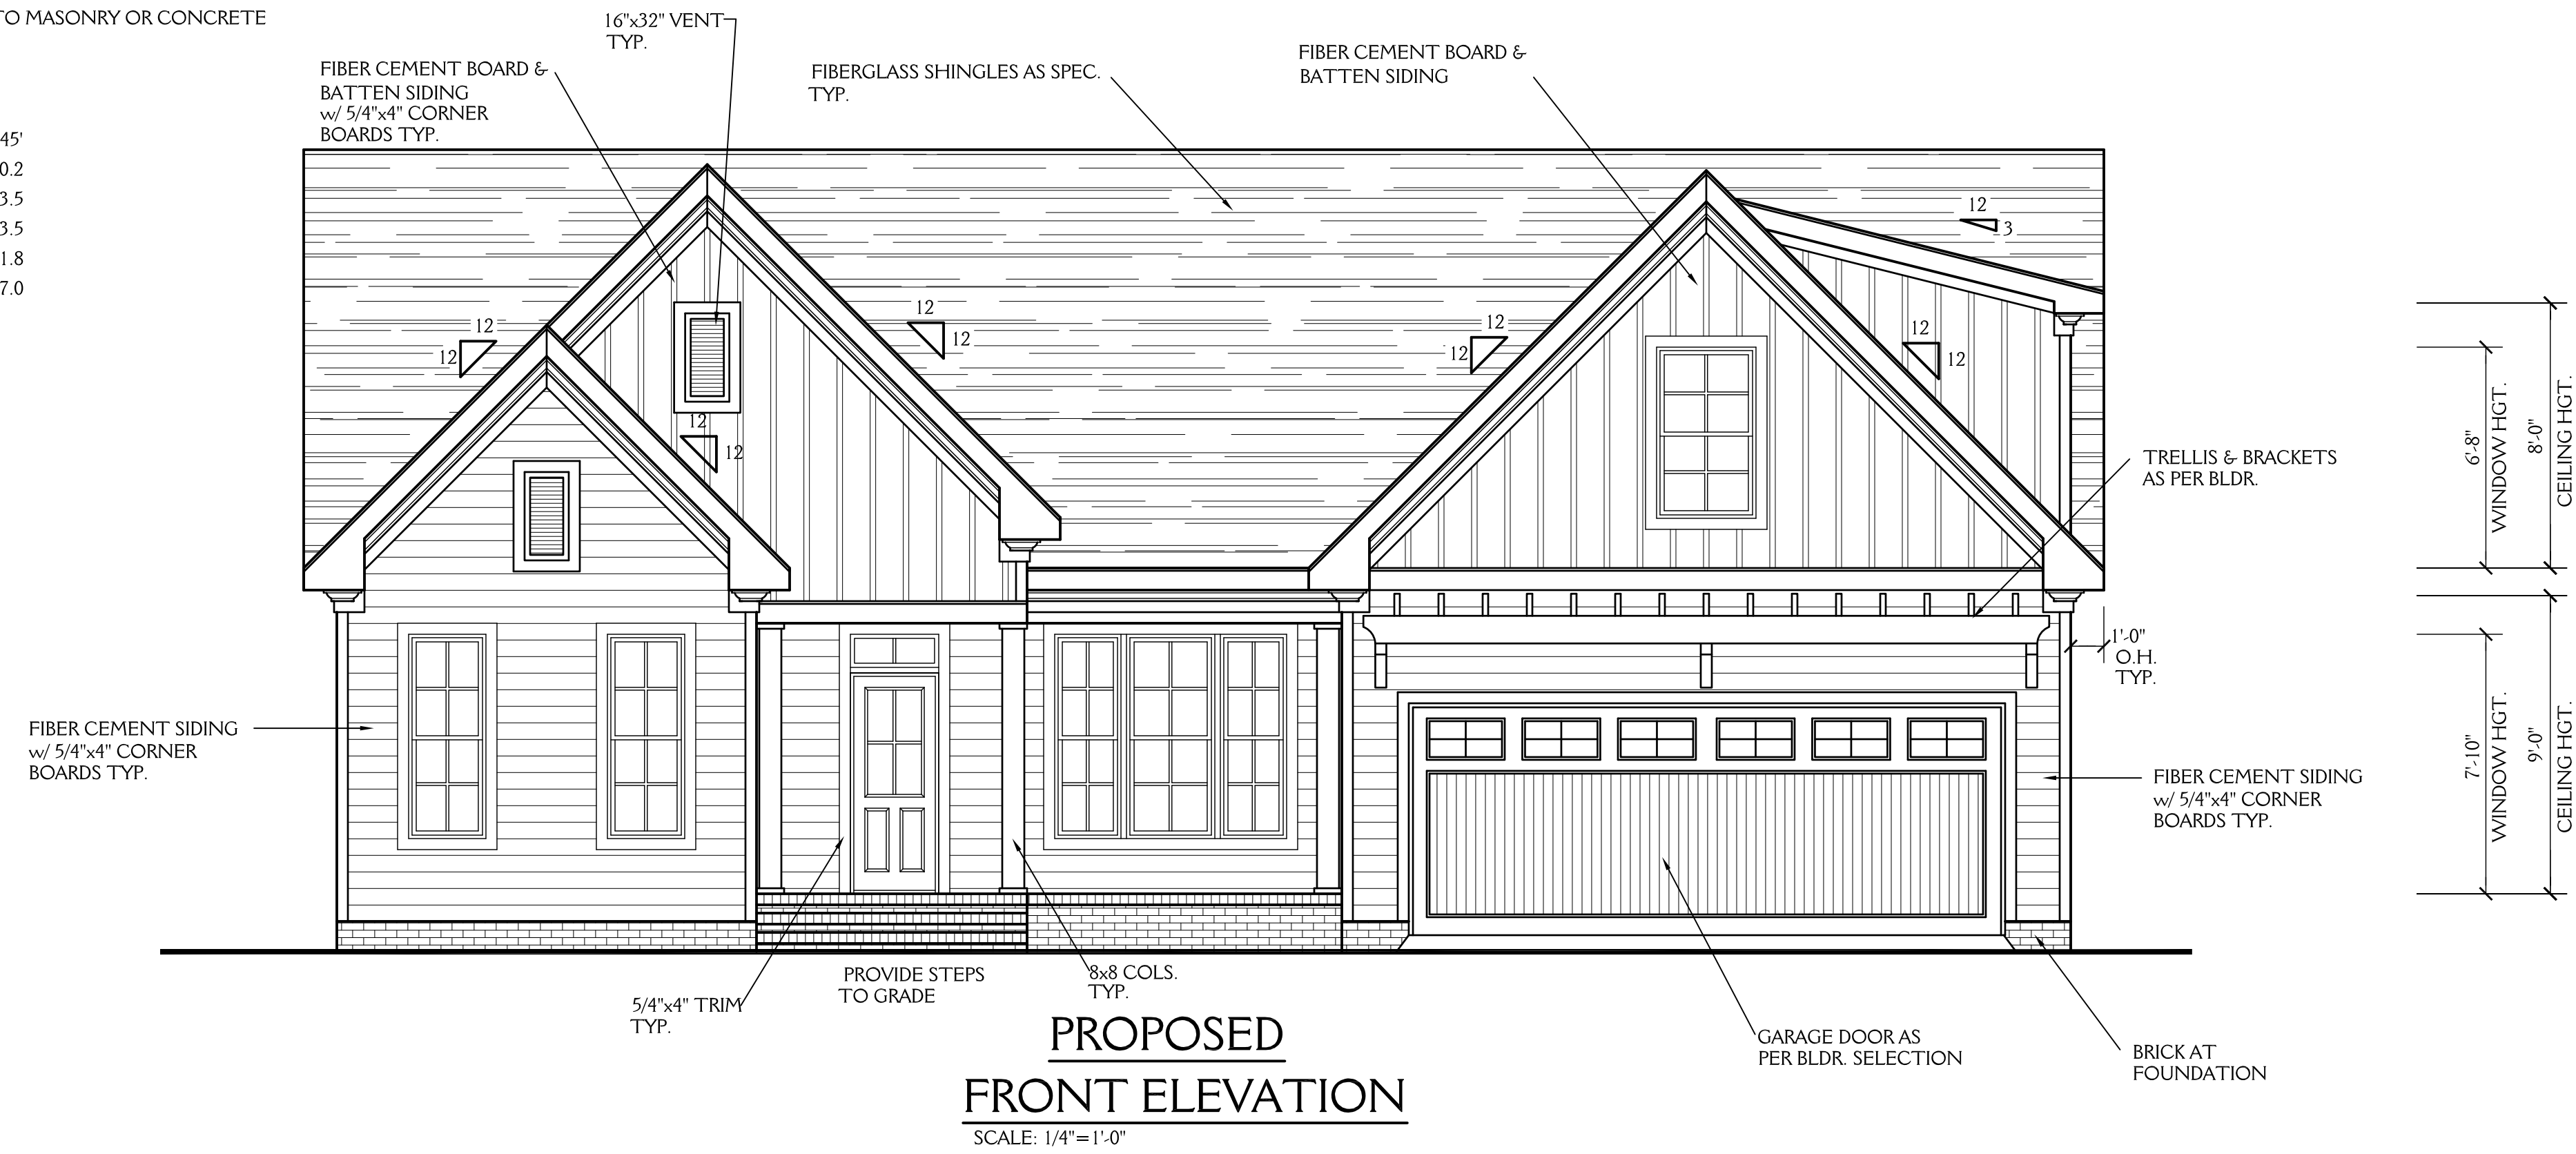 TO MASONRY OR CONCRETE
45'
0.2
3.5
3.5
1.8
7.0
16"x32" VENT
TYP.
FIBER CEMENT BOARD &
BATTEN SIDING
w/ 5/4"x4" CORNER
BOARDS TYP.
FIBERGLASS SHINGLES AS SPEC.
TYP.
FIBER CEMENT BOARD &
BATTEN SIDING
12
3
12
12
12
12
12
12
12
12
12
12
TRELLIS & BRACKETS
AS PER BLDR.
6'-8"
WINDOW HGT.
8'-0"
CEILING HGT.
1'-0"
O.H.
TYP.
7'-10"
WINDOW HGT.
9'-0"
CEILING HGT.
FIBER CEMENT SIDING
w/ 5/4"x4" CORNER
BOARDS TYP.
FIBER CEMENT SIDING
w/ 5/4"x4" CORNER
BOARDS TYP.
5/4"x4" TRIM
TYP.
PROVIDE STEPS
TO GRADE
8x8 COLS.
TYP.
GARAGE DOOR AS
PER BLDR. SELECTION
BRICK AT
FOUNDATION
PROPOSED
FRONT ELEVATION
SCALE: 1/4"=1'-0"